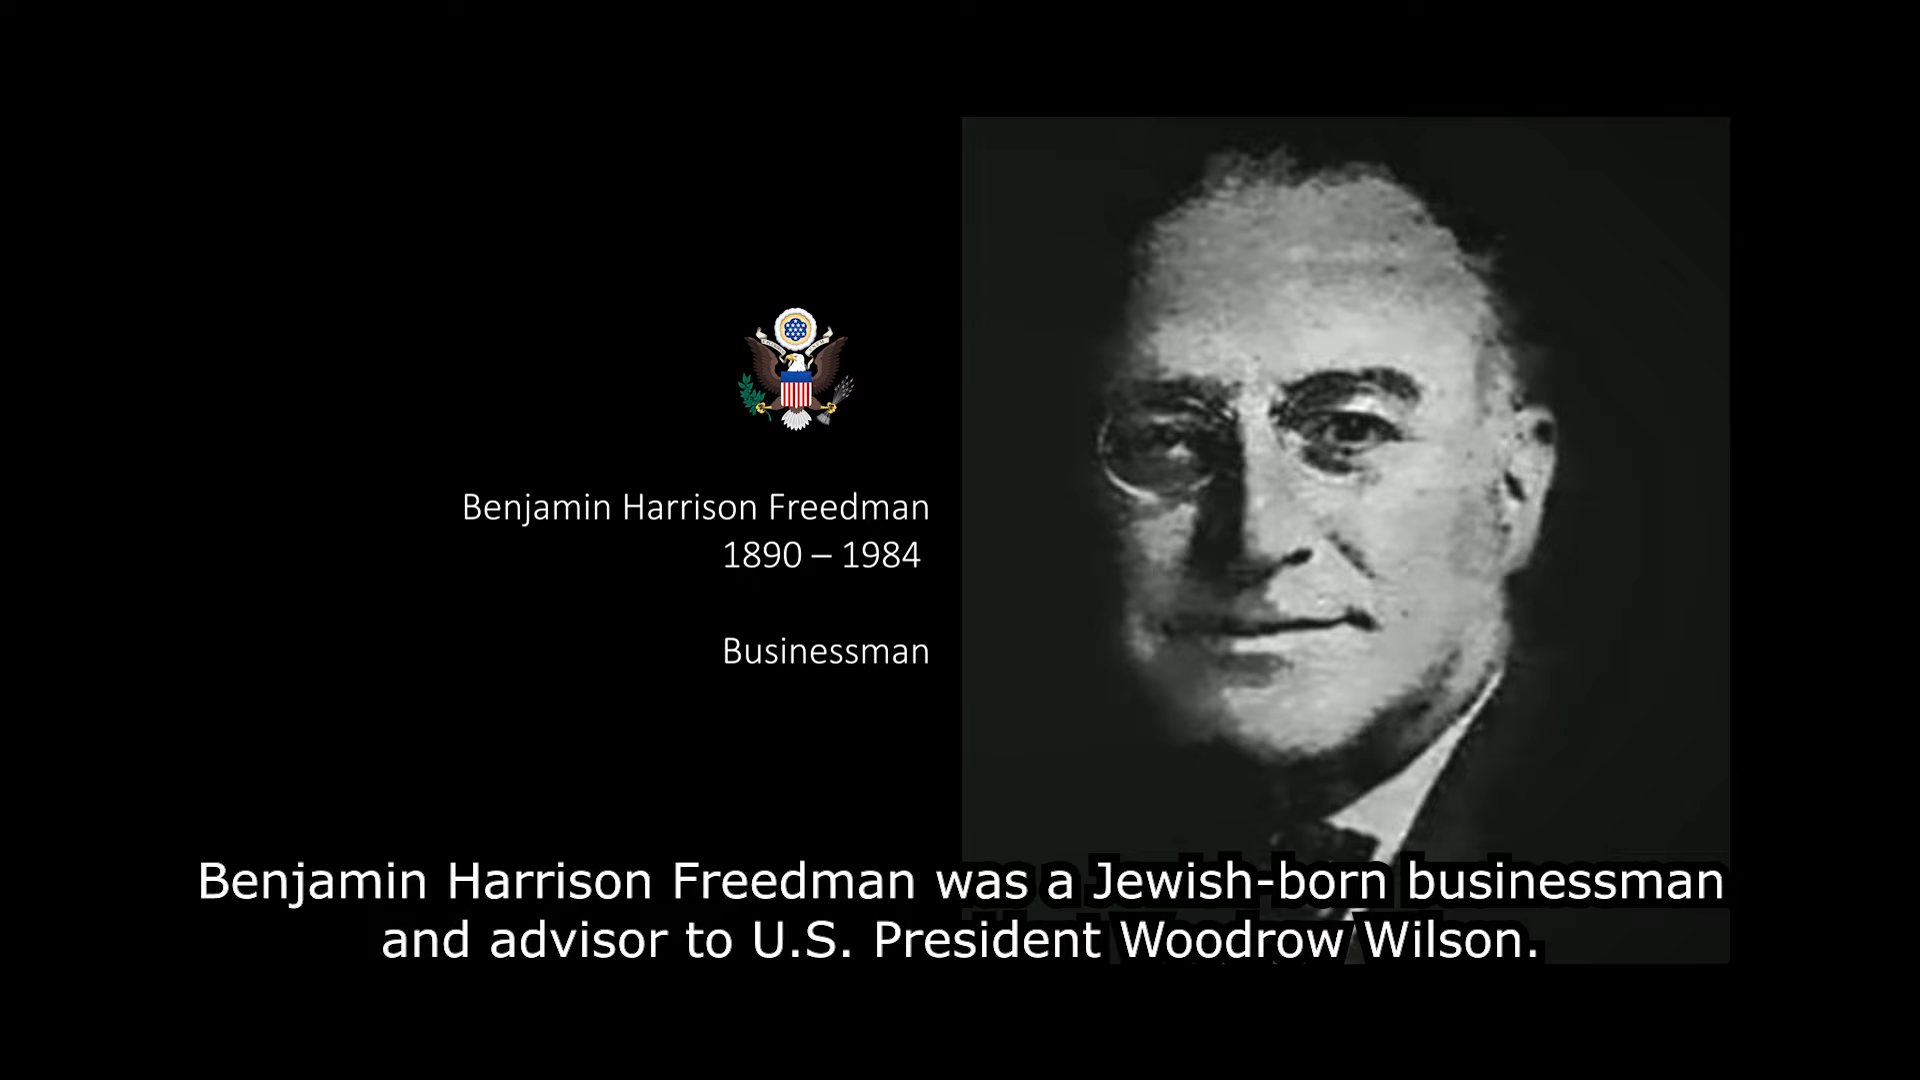 Benjamin Harrison Freedman
1890 – 1984
Businessman
Benjamin Harrison Freedman was a Jewish-born businessman
and advisor to U.S. President Woodrow Wilson.